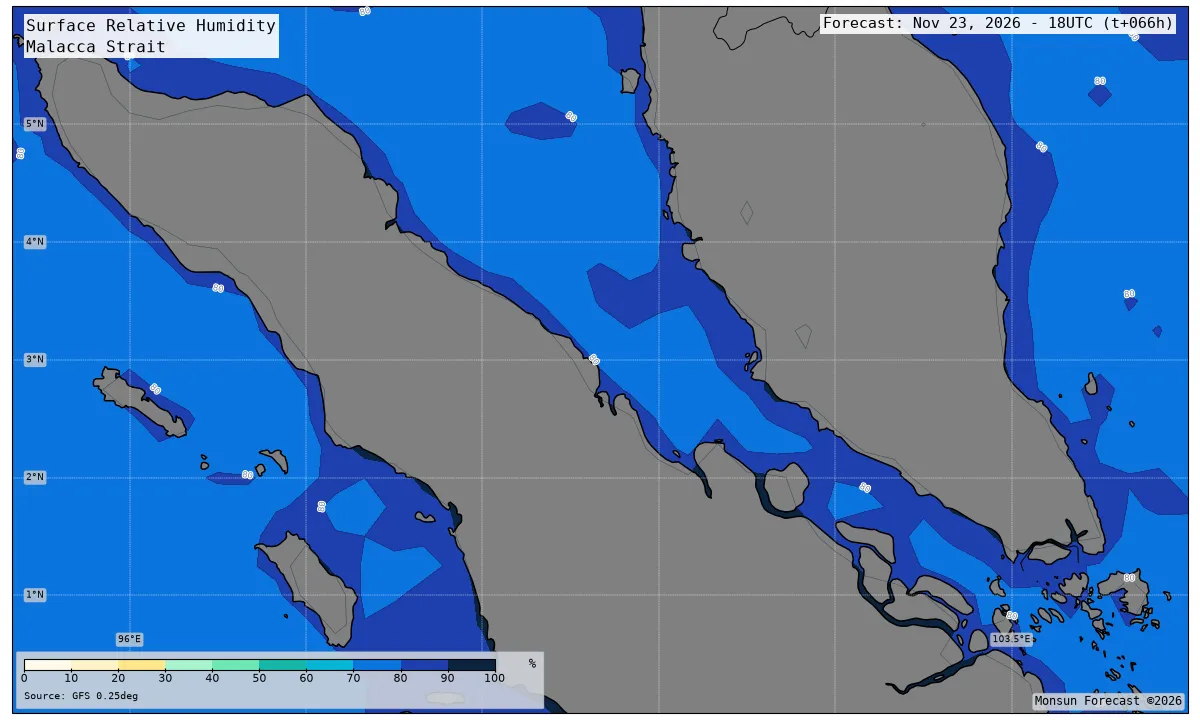 Surface Relative Humidity
Malacca Strait
Forecast: Nov 23, 2026 - 18UTC (t+066h)
80
80
80
80
80
5°N
80
4°N
80
80
3°N
80
80
2°N
80
80
80
1°N
80
80
96°E
103.5°E
%
0 10 20 30 40 50 60 70 80 90 100
Source: GFS 0.25deg
Monsun Forecast ©2026